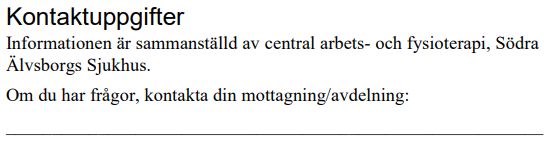 Kontaktuppgifter
Informationen är sammanställd av central arbets- och fysioterapi, Södra
Älvsborgs Sjukhus.
Om du har frågor, kontakta din mottagning/avdelning: